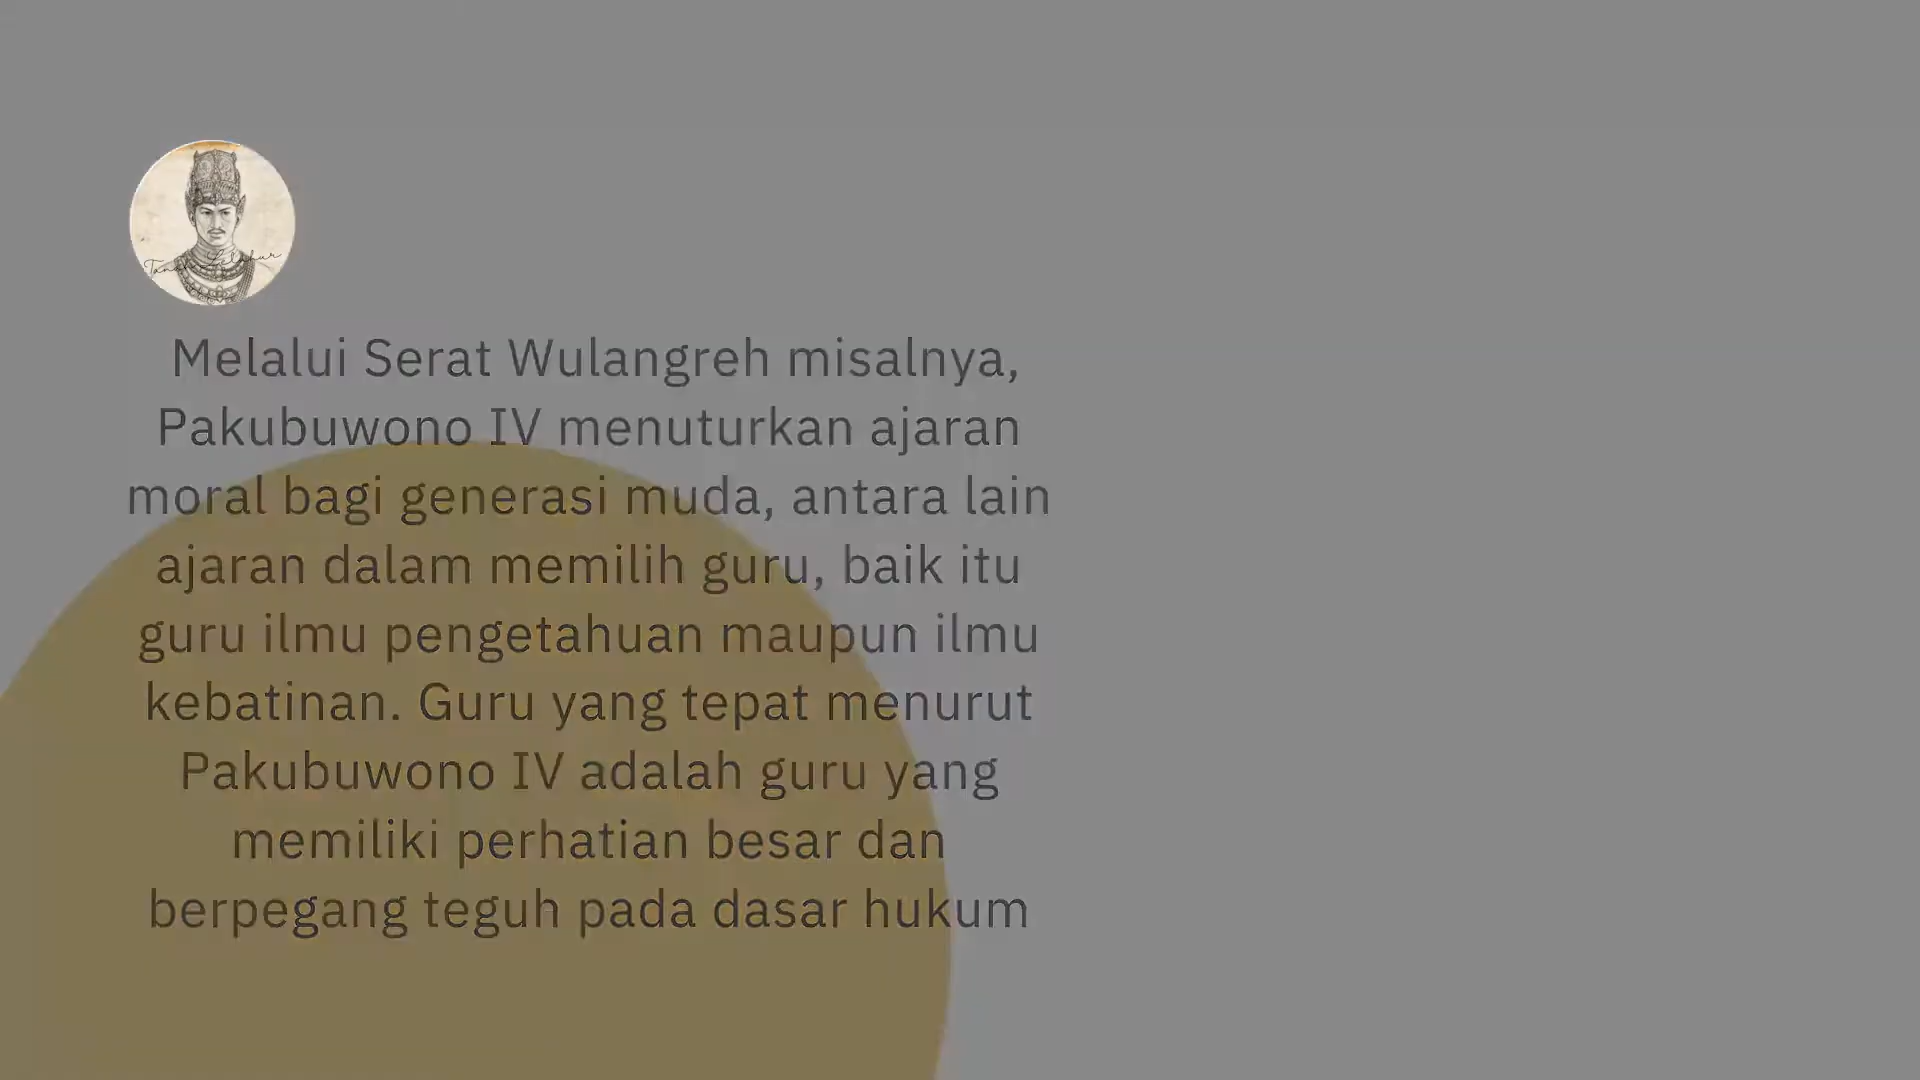 Tanah Leluhur
Melalui Serat Wulangreh misalnya,
Pakubuwono IV menuturkan ajaran
moral bagi generasi muda, antara lain
ajaran dalam memilih guru, baik itu
guru ilmu pengetahuan maupun ilmu
kebatinan. Guru yang tepat menurut
Pakubuwono IV adalah guru yang
memiliki perhatian besar dan
berpegang teguh pada dasar hukum